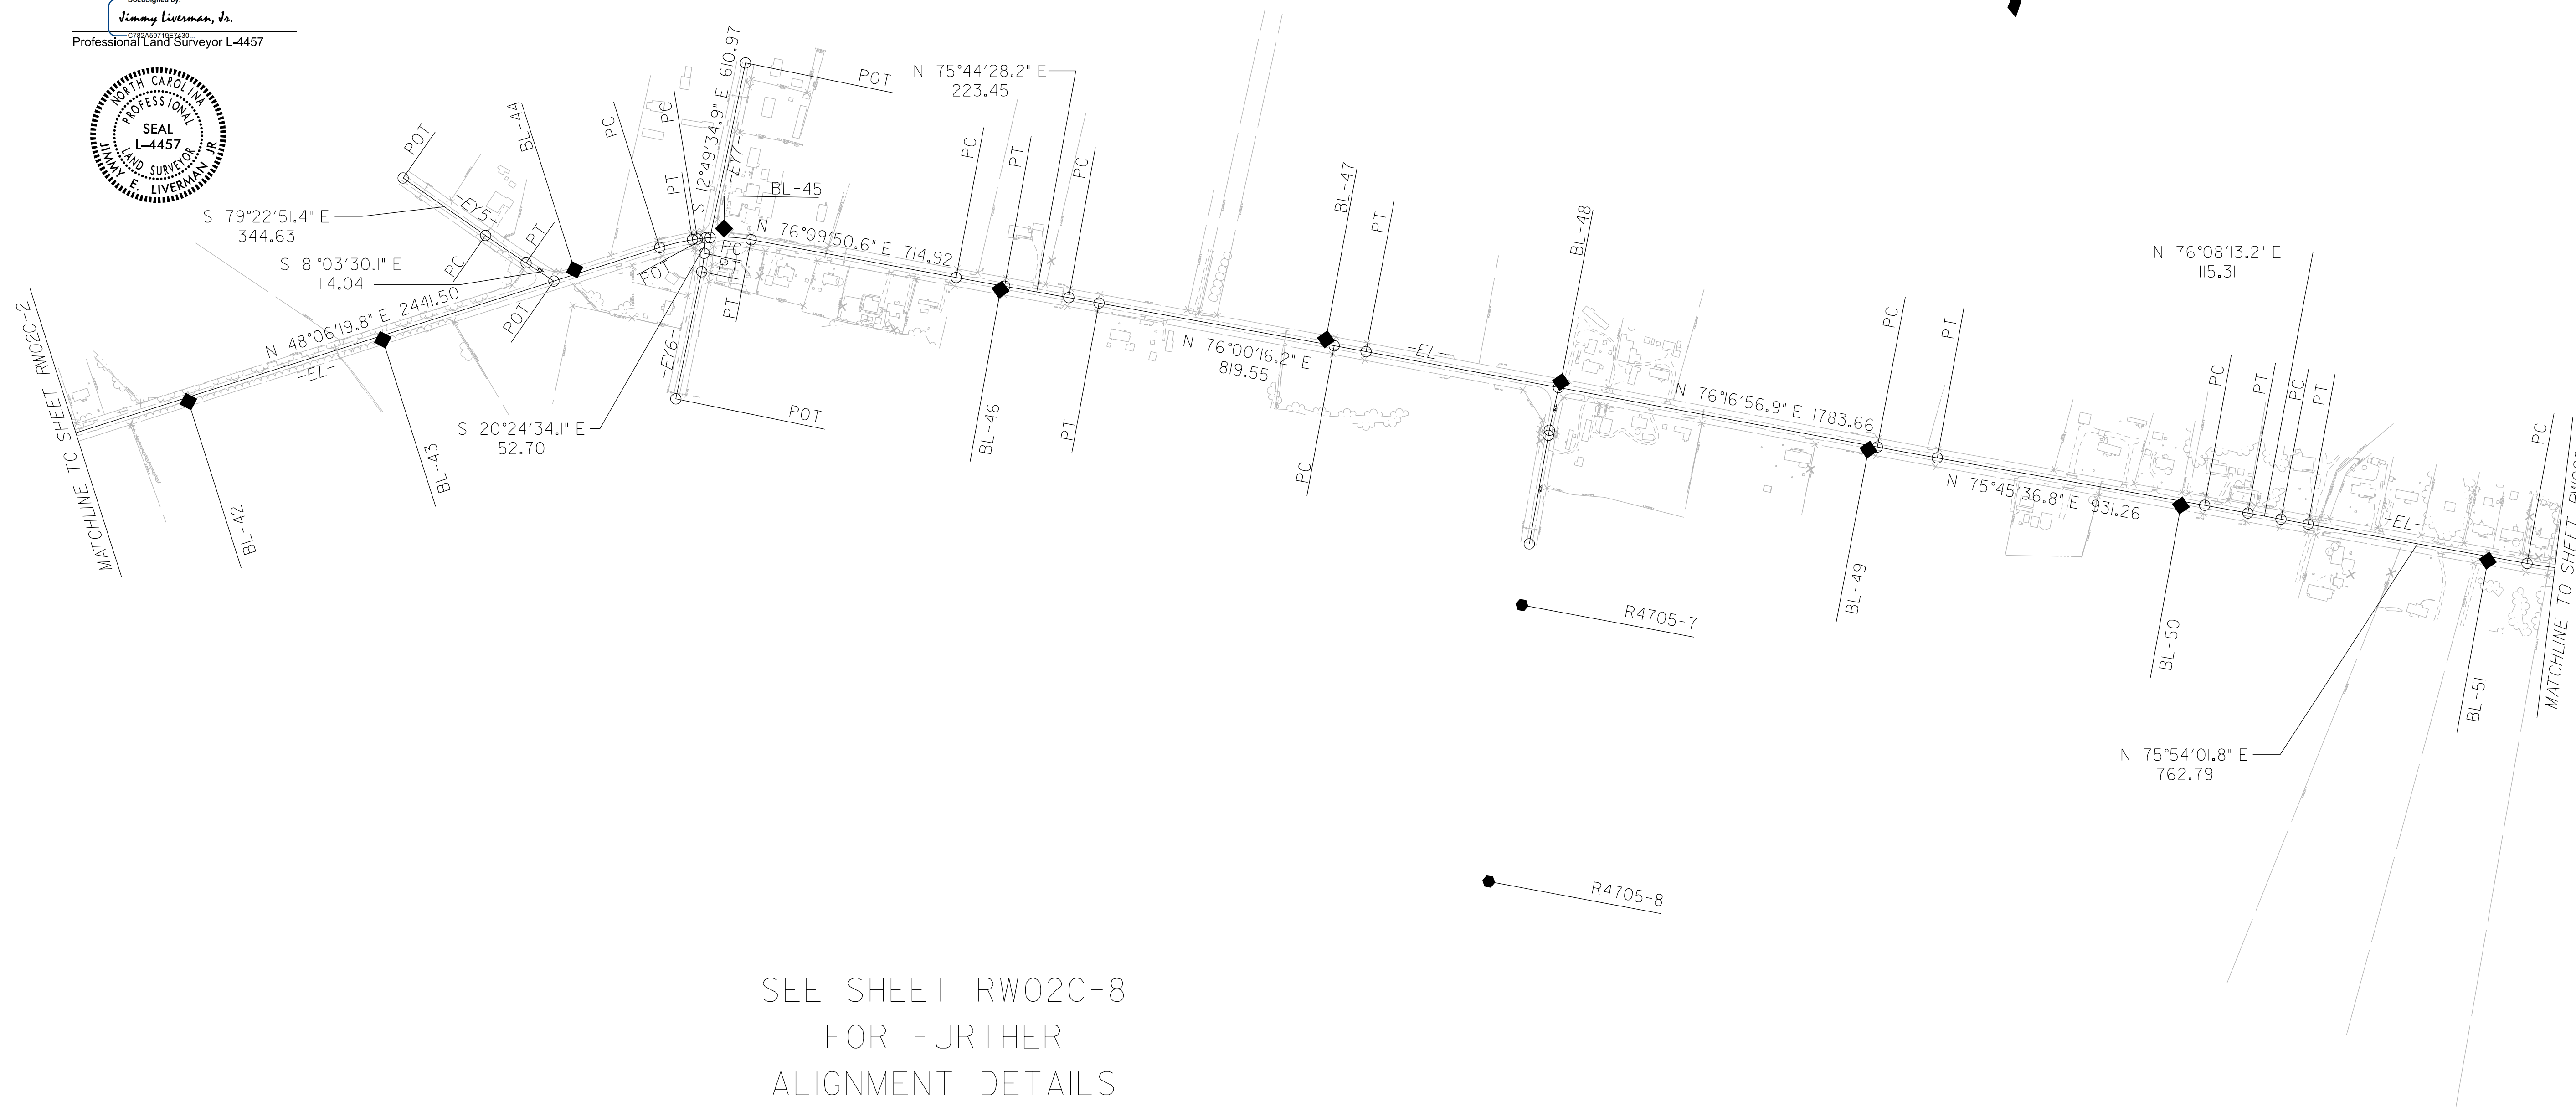 DocuSigned by:
Jimmy Liverman, Jr.
C782A59719E7430...
Professional Land Surveyor L-4457
NORTH CAROLINA
PROFESSIONAL
SEAL
L-4457
LAND SURVEYOR
JIMMY E. LIVERMAN JR
MATCHLINE TO SHEET RW02C-2
BL-42
N 48°06'19.8" E 2441.50
-EL-
BL-43
POT
-EY5-
S 79°22'51.4" E
344.63
S 81°03'30.1" E
114.04
PC
PT
POT
BL-44
PC
PC
PT
POT
S 12°49'34.9" E 610.97
-EY7-
POT
BL-45
PC
PC
PT
-EY6-
POT
S 20°24'34.1" E
52.70
N 76°09'50.6" E 714.92
N 75°44'28.2" E
223.45
PC
PT
PC
BL-46
PT
N 76°00'16.2" E
819.55
BL-47
PC
PT
-EL-
BL-48
N 76°16'56.9" E 1783.66
R4705-7
R4705-8
PC
PT
BL-49
N 75°45'36.8" E 931.26
N 76°08'13.2" E
115.31
BL-50
PC
PT
PC
PT
-EL-
N 75°54'01.8" E
762.79
BL-51
PC
MATCHLINE TO SHEET
SEE SHEET RW02C-8
FOR FURTHER
ALIGNMENT DETAILS